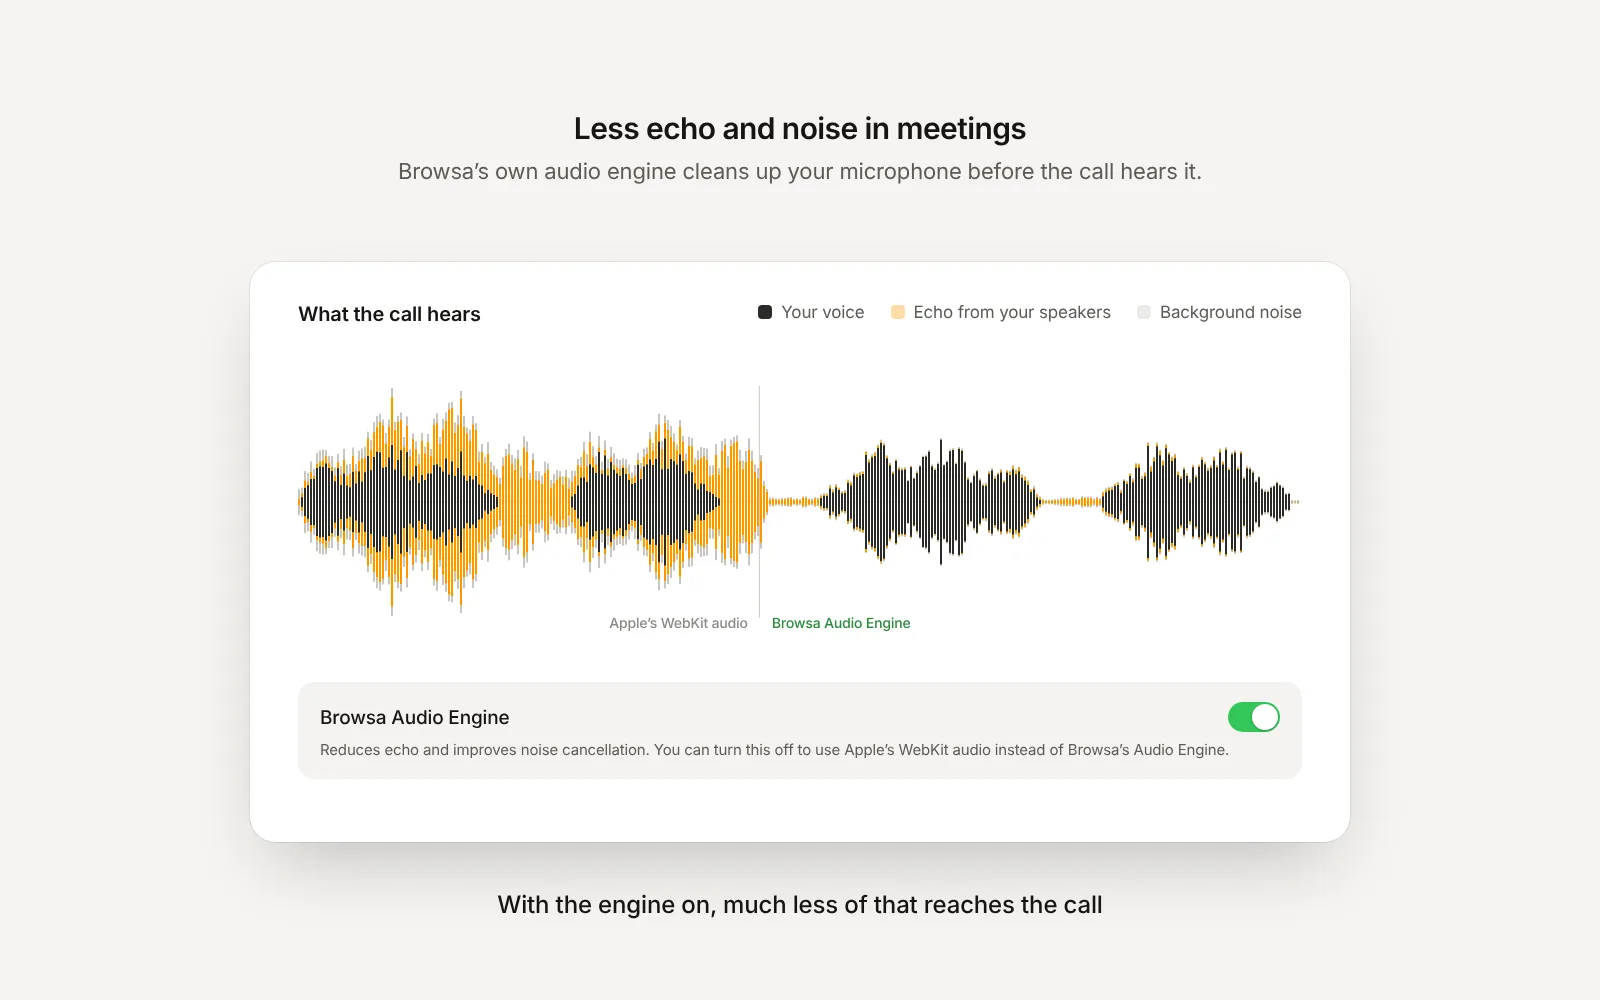 Less echo and noise in meetings
Browsa’s own audio engine cleans up your microphone before the call hears it.
What the call hears
Your voice
Echo from your speakers
Background noise
Apple’s WebKit audio
Browsa Audio Engine
Browsa Audio Engine
Reduces echo and improves noise cancellation. You can turn this off to use Apple’s WebKit audio instead of Browsa’s Audio Engine.
With the engine on, much less of that reaches the call